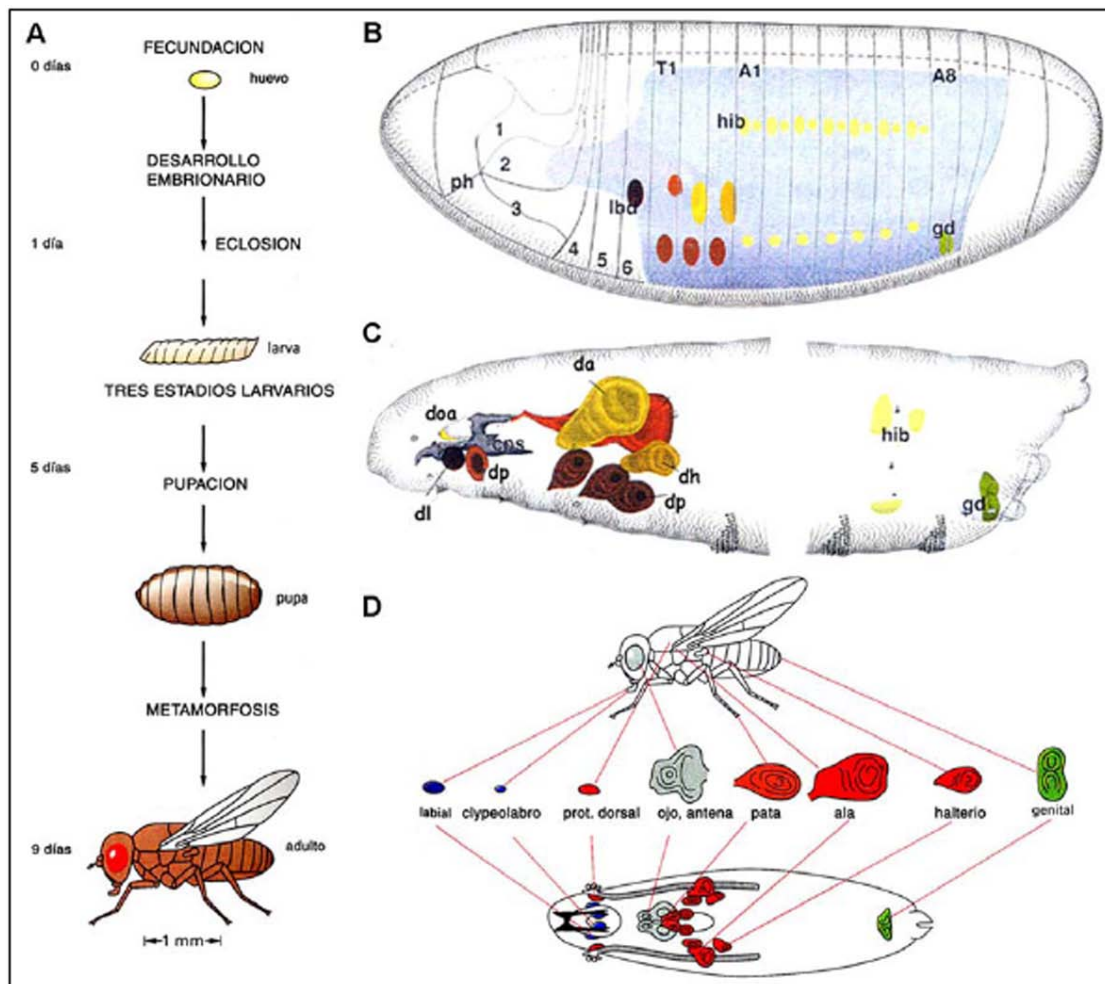 A
FECUNDACION
0 días
huevo
DESARROLLO
EMBRIONARIO
1 día
ECLOSION
larva
TRES ESTADIOS LARVARIOS
5 días
PUPACION
pupa
METAMORFOSIS
9 días
adulto
1 mm
B
T1 A1 A8
hib
1
2
ph
3
lbd
gd
4 5 6
C
da
doa
cps
hib
dp
dh
dl
dp
gd
D
labial clypeolabro prot. dorsal ojo, antena pata ala halterio genital